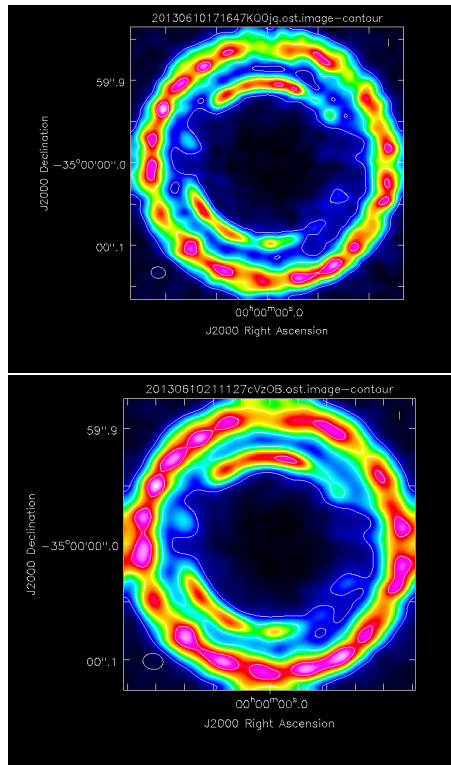 20130610171647KQOjq.ost.image-contour
I
59".9
J2000 Declination
-35°00'00".0
00".1
00ʰ00ᵐ00ˢ.0
J2000 Right Ascension
20130610211127cVzOB.ost.image-contour
I
59".9
J2000 Declination
-35°00'00".0
00".1
00ʰ00ᵐ00ˢ.0
J2000 Right Ascension